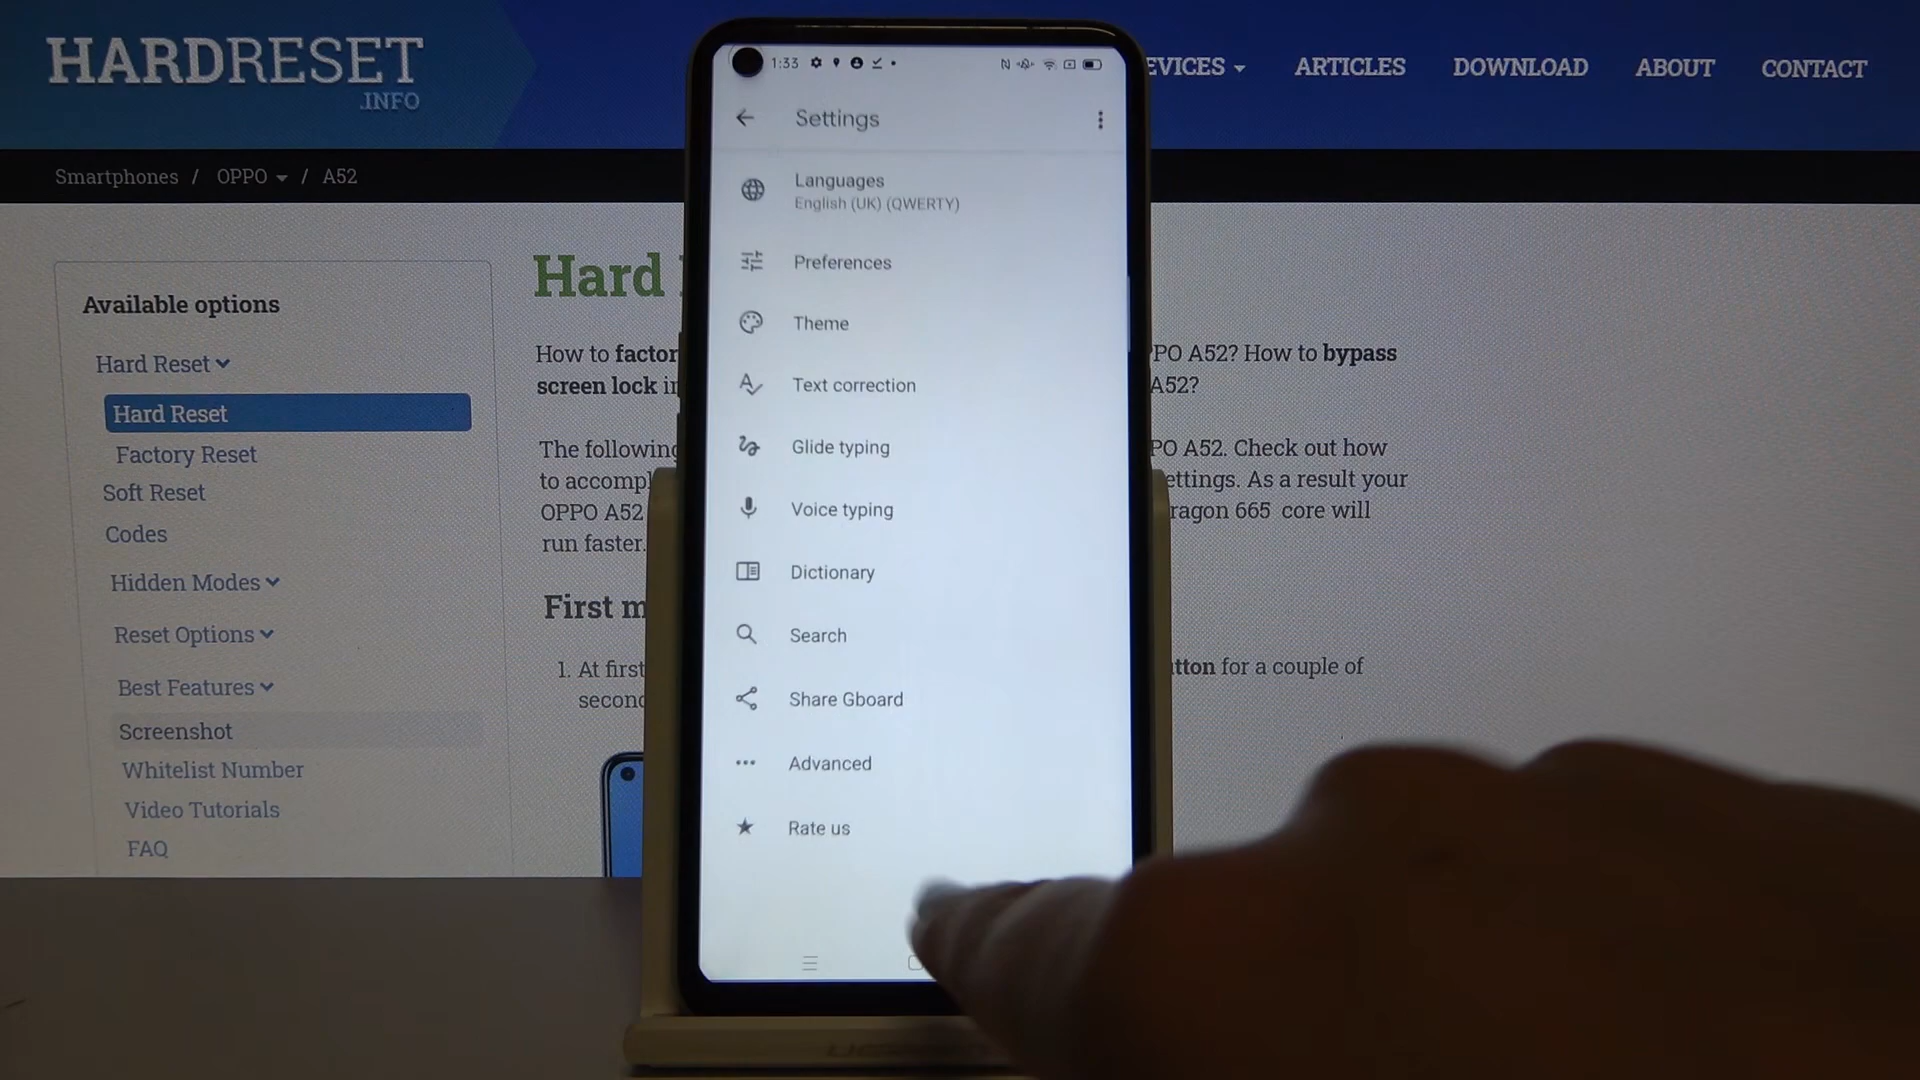 HARDRESET
.INFO
EVICES
ARTICLES
DOWNLOAD
ABOUT
CONTACT
Smartphones / OPPO / A52
Available options
Hard Reset
Hard Reset
Factory Reset
Soft Reset
Codes
Hidden Modes
Reset Options
Best Features
Screenshot
Whitelist Number
Video Tutorials
FAQ
Hard
How to factor
screen lock in
PO A52? How to bypass
A52?
The following
to accompl
OPPO A52
run faster.
PO A52. Check out how
ettings. As a result your
ragon 665 core will
First m
1. At first
second
tton for a couple of
1:33
Settings
Languages
English (UK) (QWERTY)
Preferences
Theme
Text correction
Glide typing
Voice typing
Dictionary
Search
Share Gboard
Advanced
Rate us